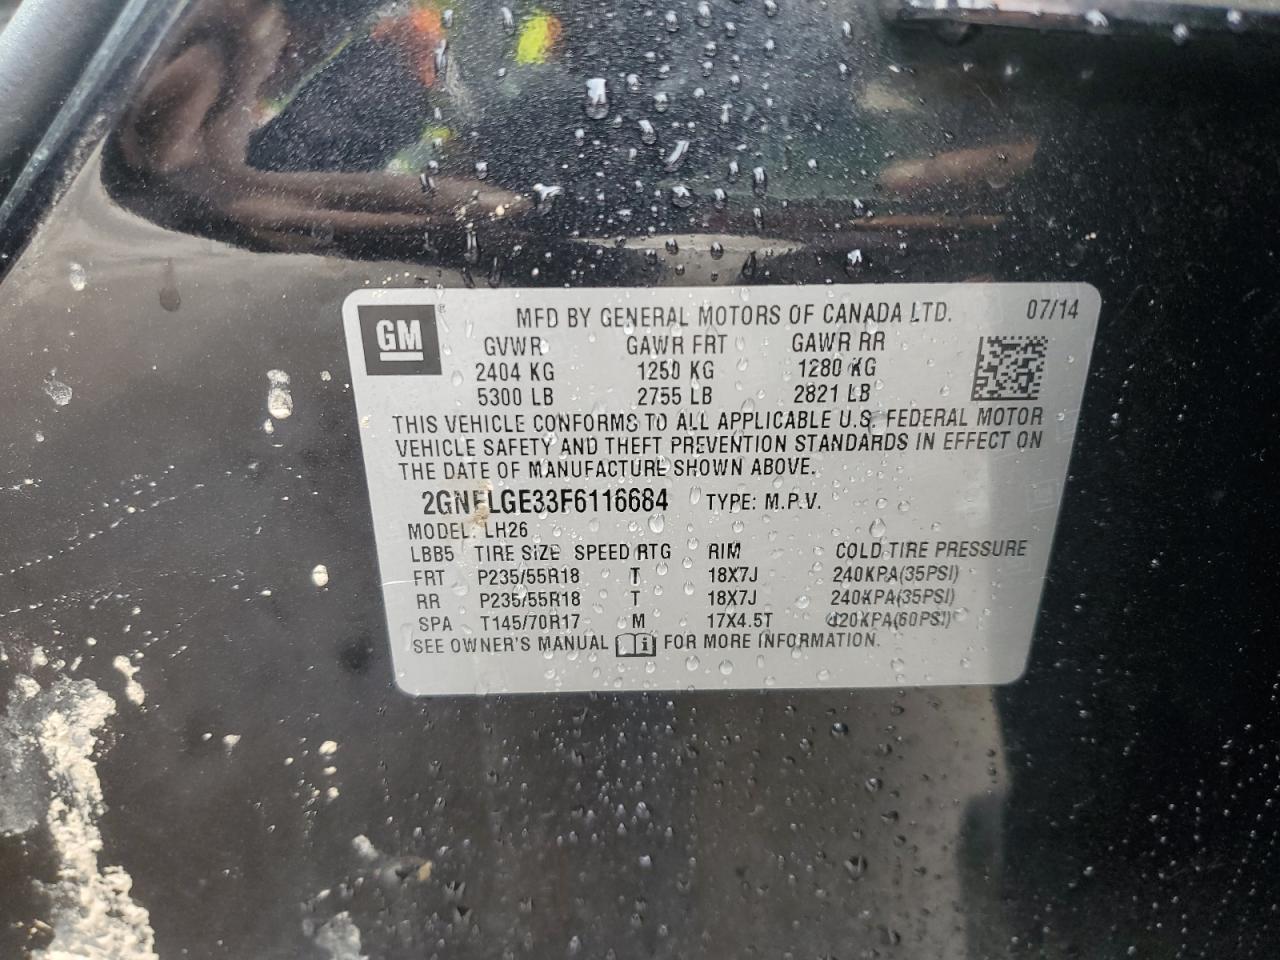 GM
MFD BY GENERAL MOTORS OF CANADA LTD. 07/14
GVWR GAWR FRT GAWR RR
2404 KG 1250 KG 1280 KG
5300 LB 2755 LB 2821 LB
THIS VEHICLE CONFORMS TO ALL APPLICABLE U.S. FEDERAL MOTOR
VEHICLE SAFETY AND THEFT PREVENTION STANDARDS IN EFFECT ON
THE DATE OF MANUFACTURE SHOWN ABOVE.
2GNFLGE33F6116684 TYPE: M.P.V.
MODEL: LH26
LBB5 TIRE SIZE SPEED RTG RIM COLD TIRE PRESSURE
FRT P235/55R18 T 18X7J 240KPA(35PSI)
RR P235/55R18 T 18X7J 240KPA(35PSI)
SPA T145/70R17 M 17X4.5T 420KPA(60PSI)
SEE OWNER'S MANUAL FOR MORE INFORMATION.